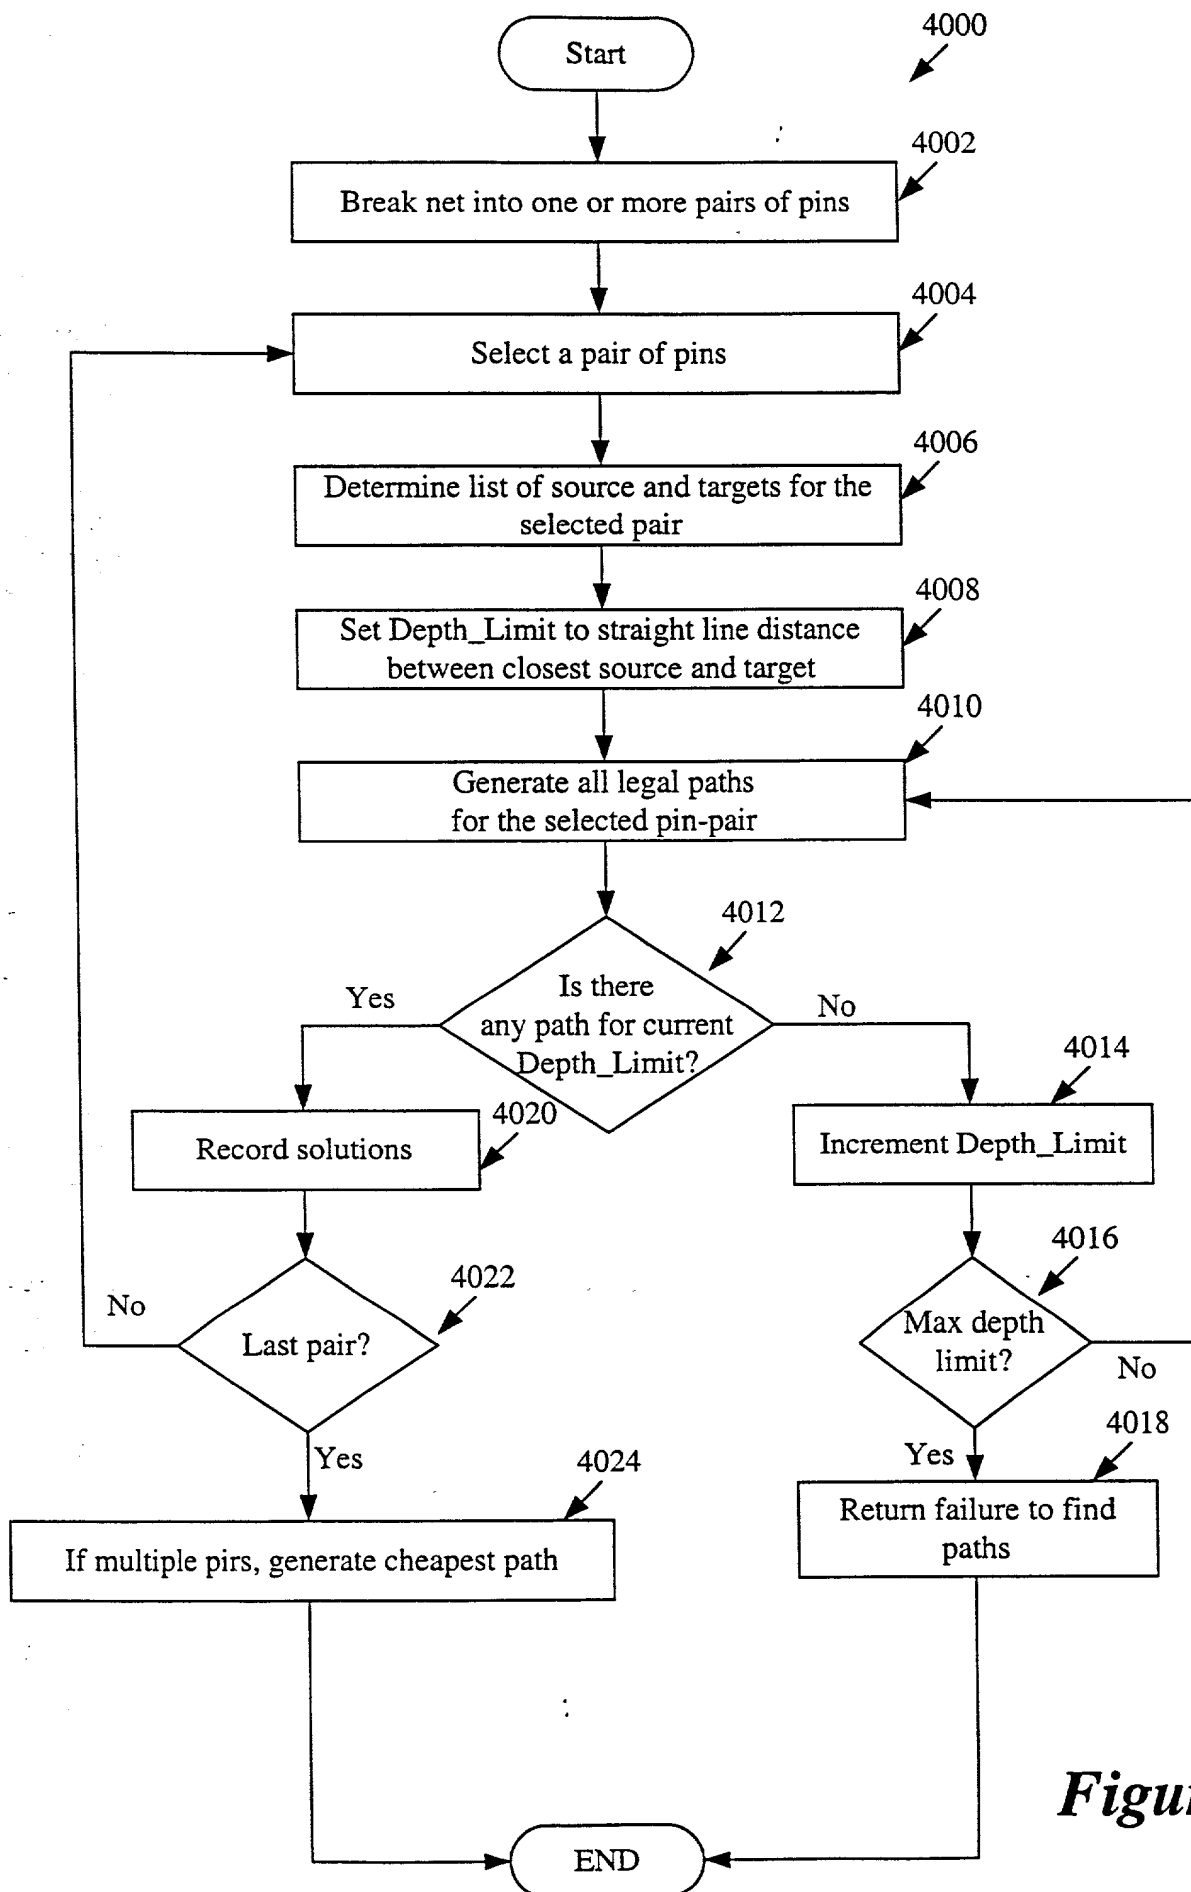 4000
Start
4002
Break net into one or more pairs of pins
4004
Select a pair of pins
4006
Determine list of source and targets for the
selected pair
4008
Set Depth_Limit to straight line distance
between closest source and target
4010
Generate all legal paths
for the selected pin-pair
4012
Is there
any path for current
Depth_Limit?
Yes
No
4014
Increment Depth_Limit
4020
Record solutions
4016
Max depth
limit?
No
4022
Last pair?
No
Yes
4018
Yes
Return failure to find
paths
4024
If multiple pirs, generate cheapest path
END